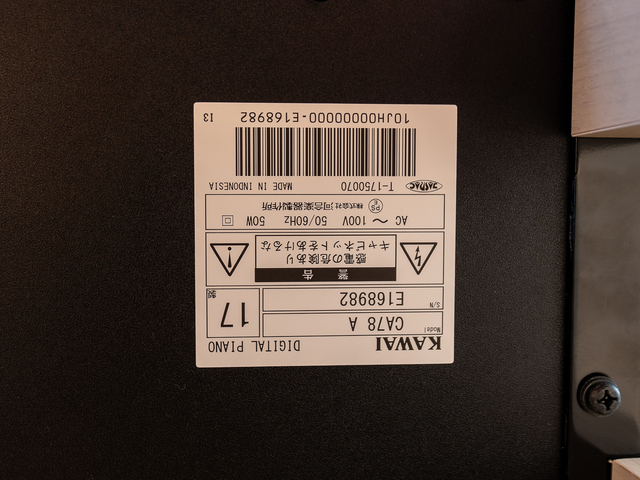 KAWAI DIGITAL PIANO
Model CA78 A
S/N E168982
17 製
警 告
感電の危険あり
キャビネットをあけるな
AC ～ 100V 50/60Hz 50W
PS E 株式会社河合楽器製作所
T-1750070 MADE IN INDONESIA
10JH0000000-E168982 13